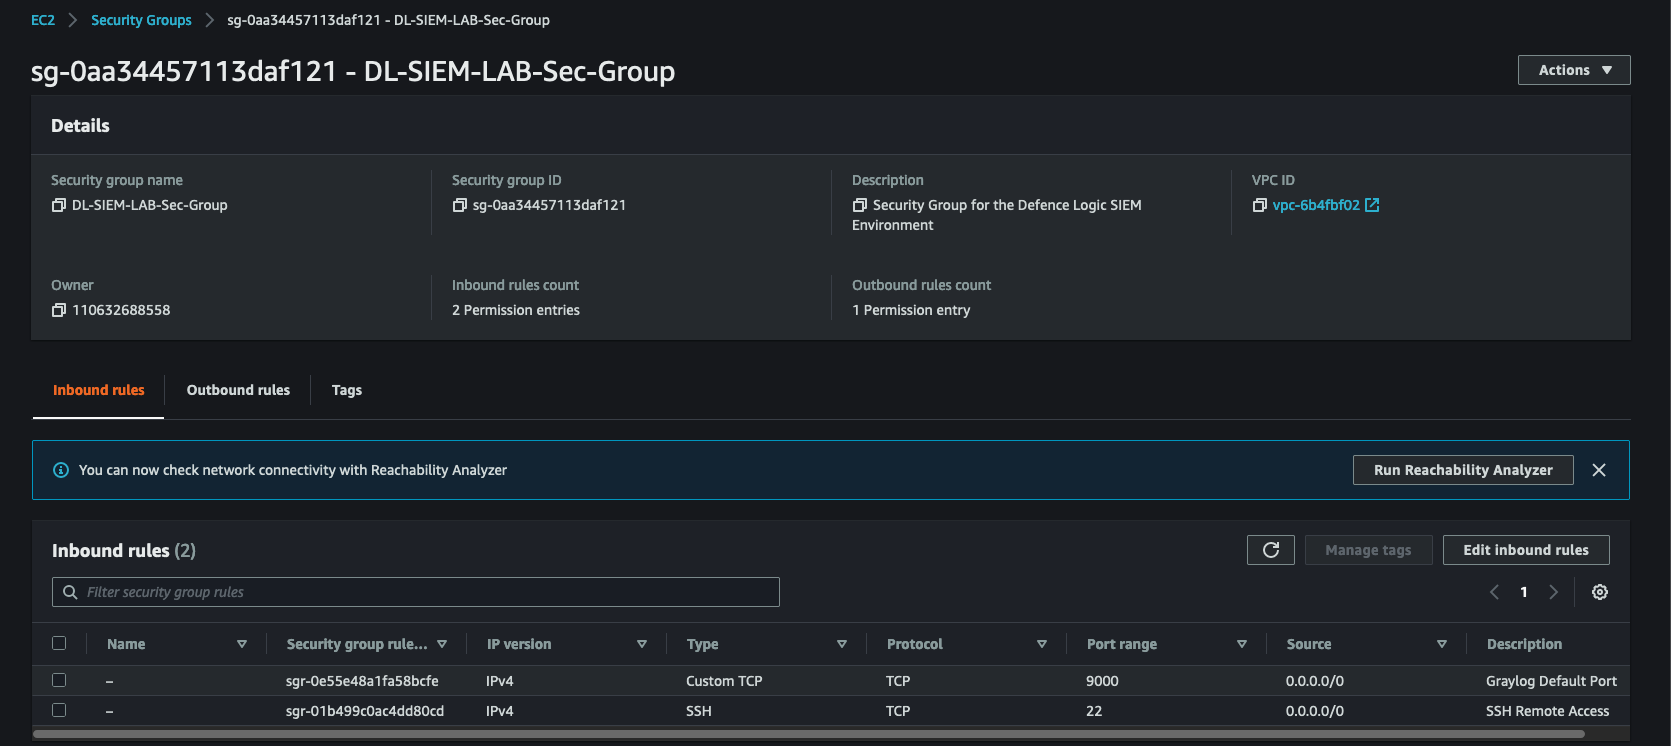 EC2 > Security Groups > sg-0aa34457113daf121 - DL-SIEM-LAB-Sec-Group
sg-0aa34457113daf121 - DL-SIEM-LAB-Sec-Group
Actions
Details
Security group name
DL-SIEM-LAB-Sec-Group
Security group ID
sg-0aa34457113daf121
Description
Security Group for the Defence Logic SIEM
Environment
VPC ID
vpc-6b4fbf02
Owner
110632688558
Inbound rules count
2 Permission entries
Outbound rules count
1 Permission entry
Inbound rules
Outbound rules
Tags
You can now check network connectivity with Reachability Analyzer
Run Reachability Analyzer
Inbound rules (2)
Manage tags
Edit inbound rules
Filter security group rules
1
Name Security group rule... IP version Type Protocol Port range Source Description
– sgr-0e55e48a1fa58bcfe IPv4 Custom TCP TCP 9000 0.0.0.0/0 Graylog Default Port
– sgr-01b499c0ac4dd80cd IPv4 SSH TCP 22 0.0.0.0/0 SSH Remote Access